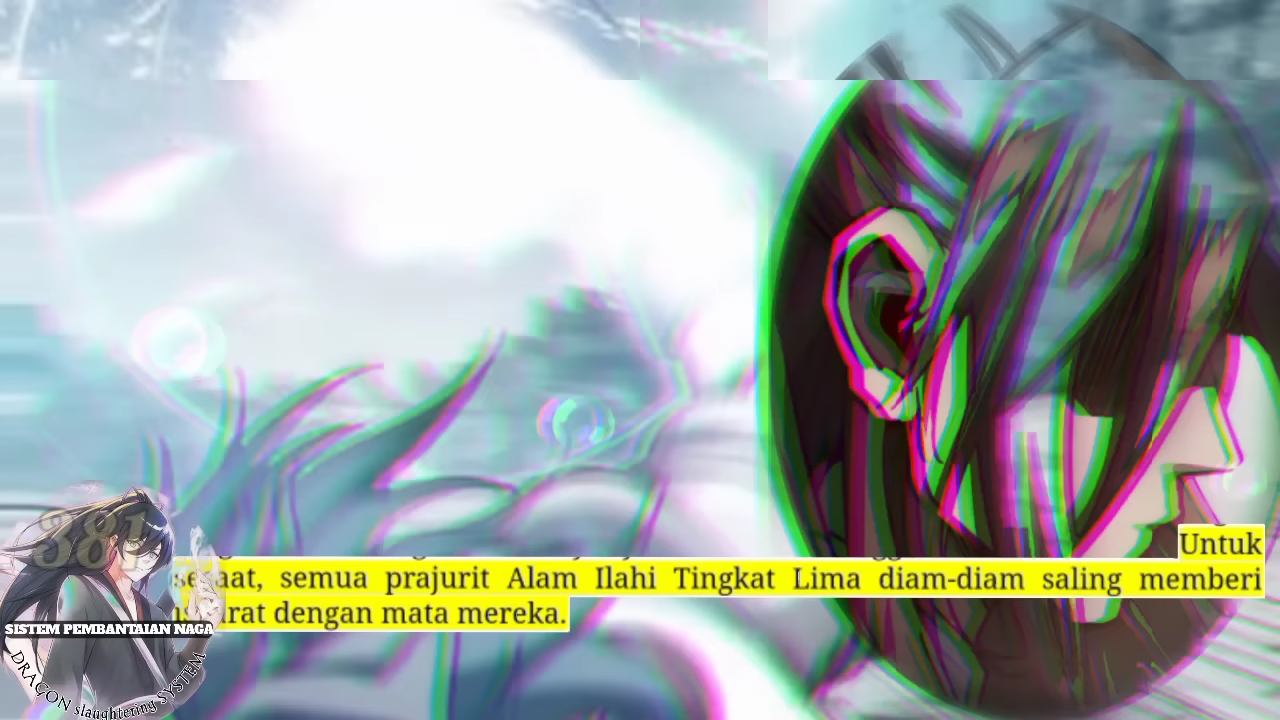 Untuk
saat, semua prajurit Alam Ilahi Tingkat Lima diam-diam saling memberi
isyarat dengan mata mereka.
381
SISTEM PEMBANTAIAN NAGA
DRAGON slaughtering SYSTEM